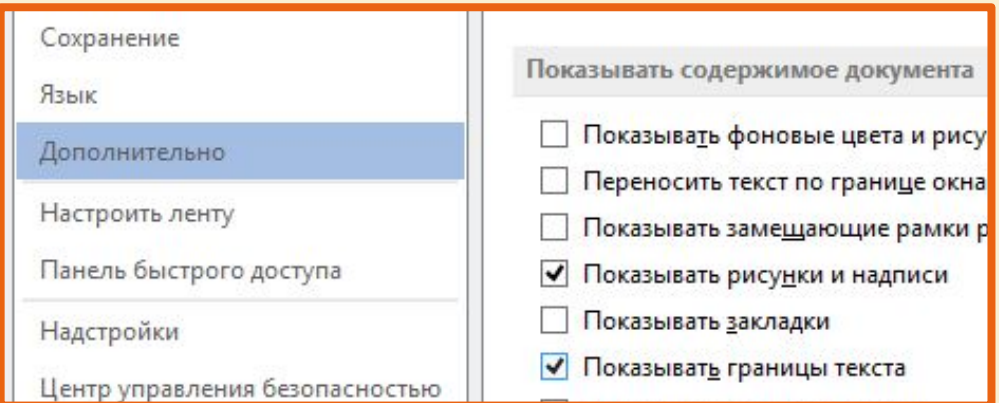 Сохранение
Язык
Дополнительно
Настроить ленту
Панель быстрого доступа
Надстройки
Центр управления безопасностью
Показывать содержимое документа
Показывать фоновые цвета и рису
Переносить текст по границе окна
Показывать замещающие рамки р
Показывать рисунки и надписи
Показывать закладки
Показывать границы текста